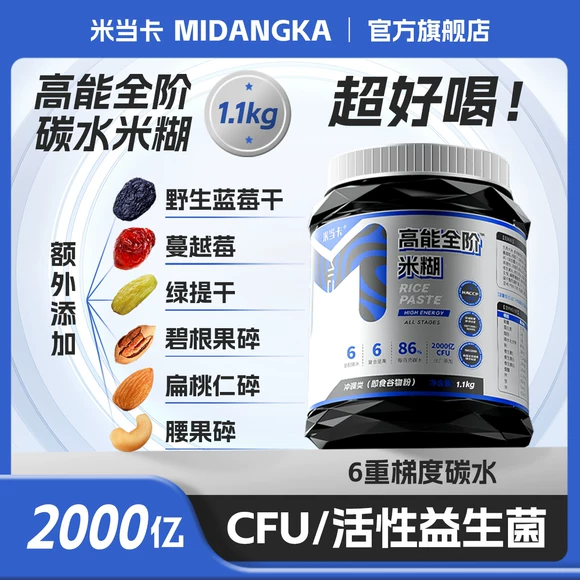 米当卡 MIDANGKA 官方旗舰店
高能全阶
碳水米糊
1.1kg
超好喝！
额外添加
野生蓝莓干
蔓越莓
绿提干
碧根果碎
扁桃仁碎
腰果碎
米当卡
高能全阶
米糊
RICE
PASTE
HIGH ENERGY
ALL STAGES
HACCP
6
6
86%
2000亿
CFU
冲调类（即食谷物粉）
净含量
1.1kg
6重梯度碳水
2000亿 CFU/活性益生菌